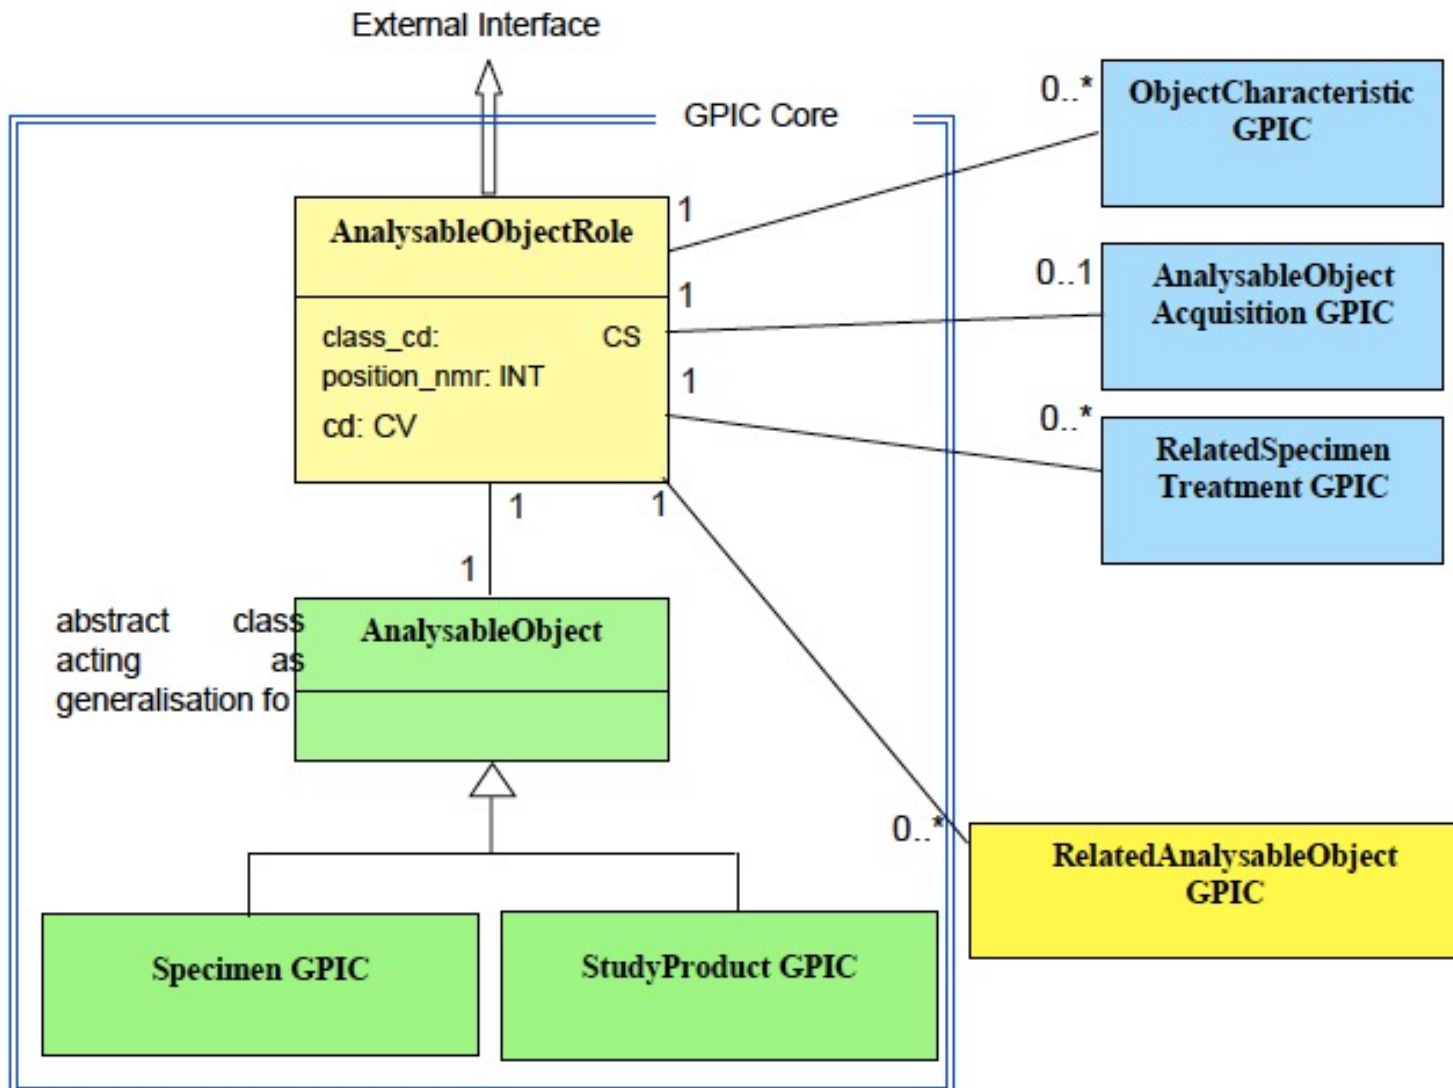 External Interface
GPIC Core
0..*
ObjectCharacteristic
GPIC
1
AnalysableObjectRole
0..1
AnalysableObject
Acquisition GPIC
1
class_cd: CS
position_nmr: INT
cd: CV
1
0..*
RelatedSpecimen
Treatment GPIC
1
1
1
abstract class
acting as
generalisation fo
AnalysableObject
0..*
RelatedAnalysableObject
GPIC
Specimen GPIC
StudyProduct GPIC